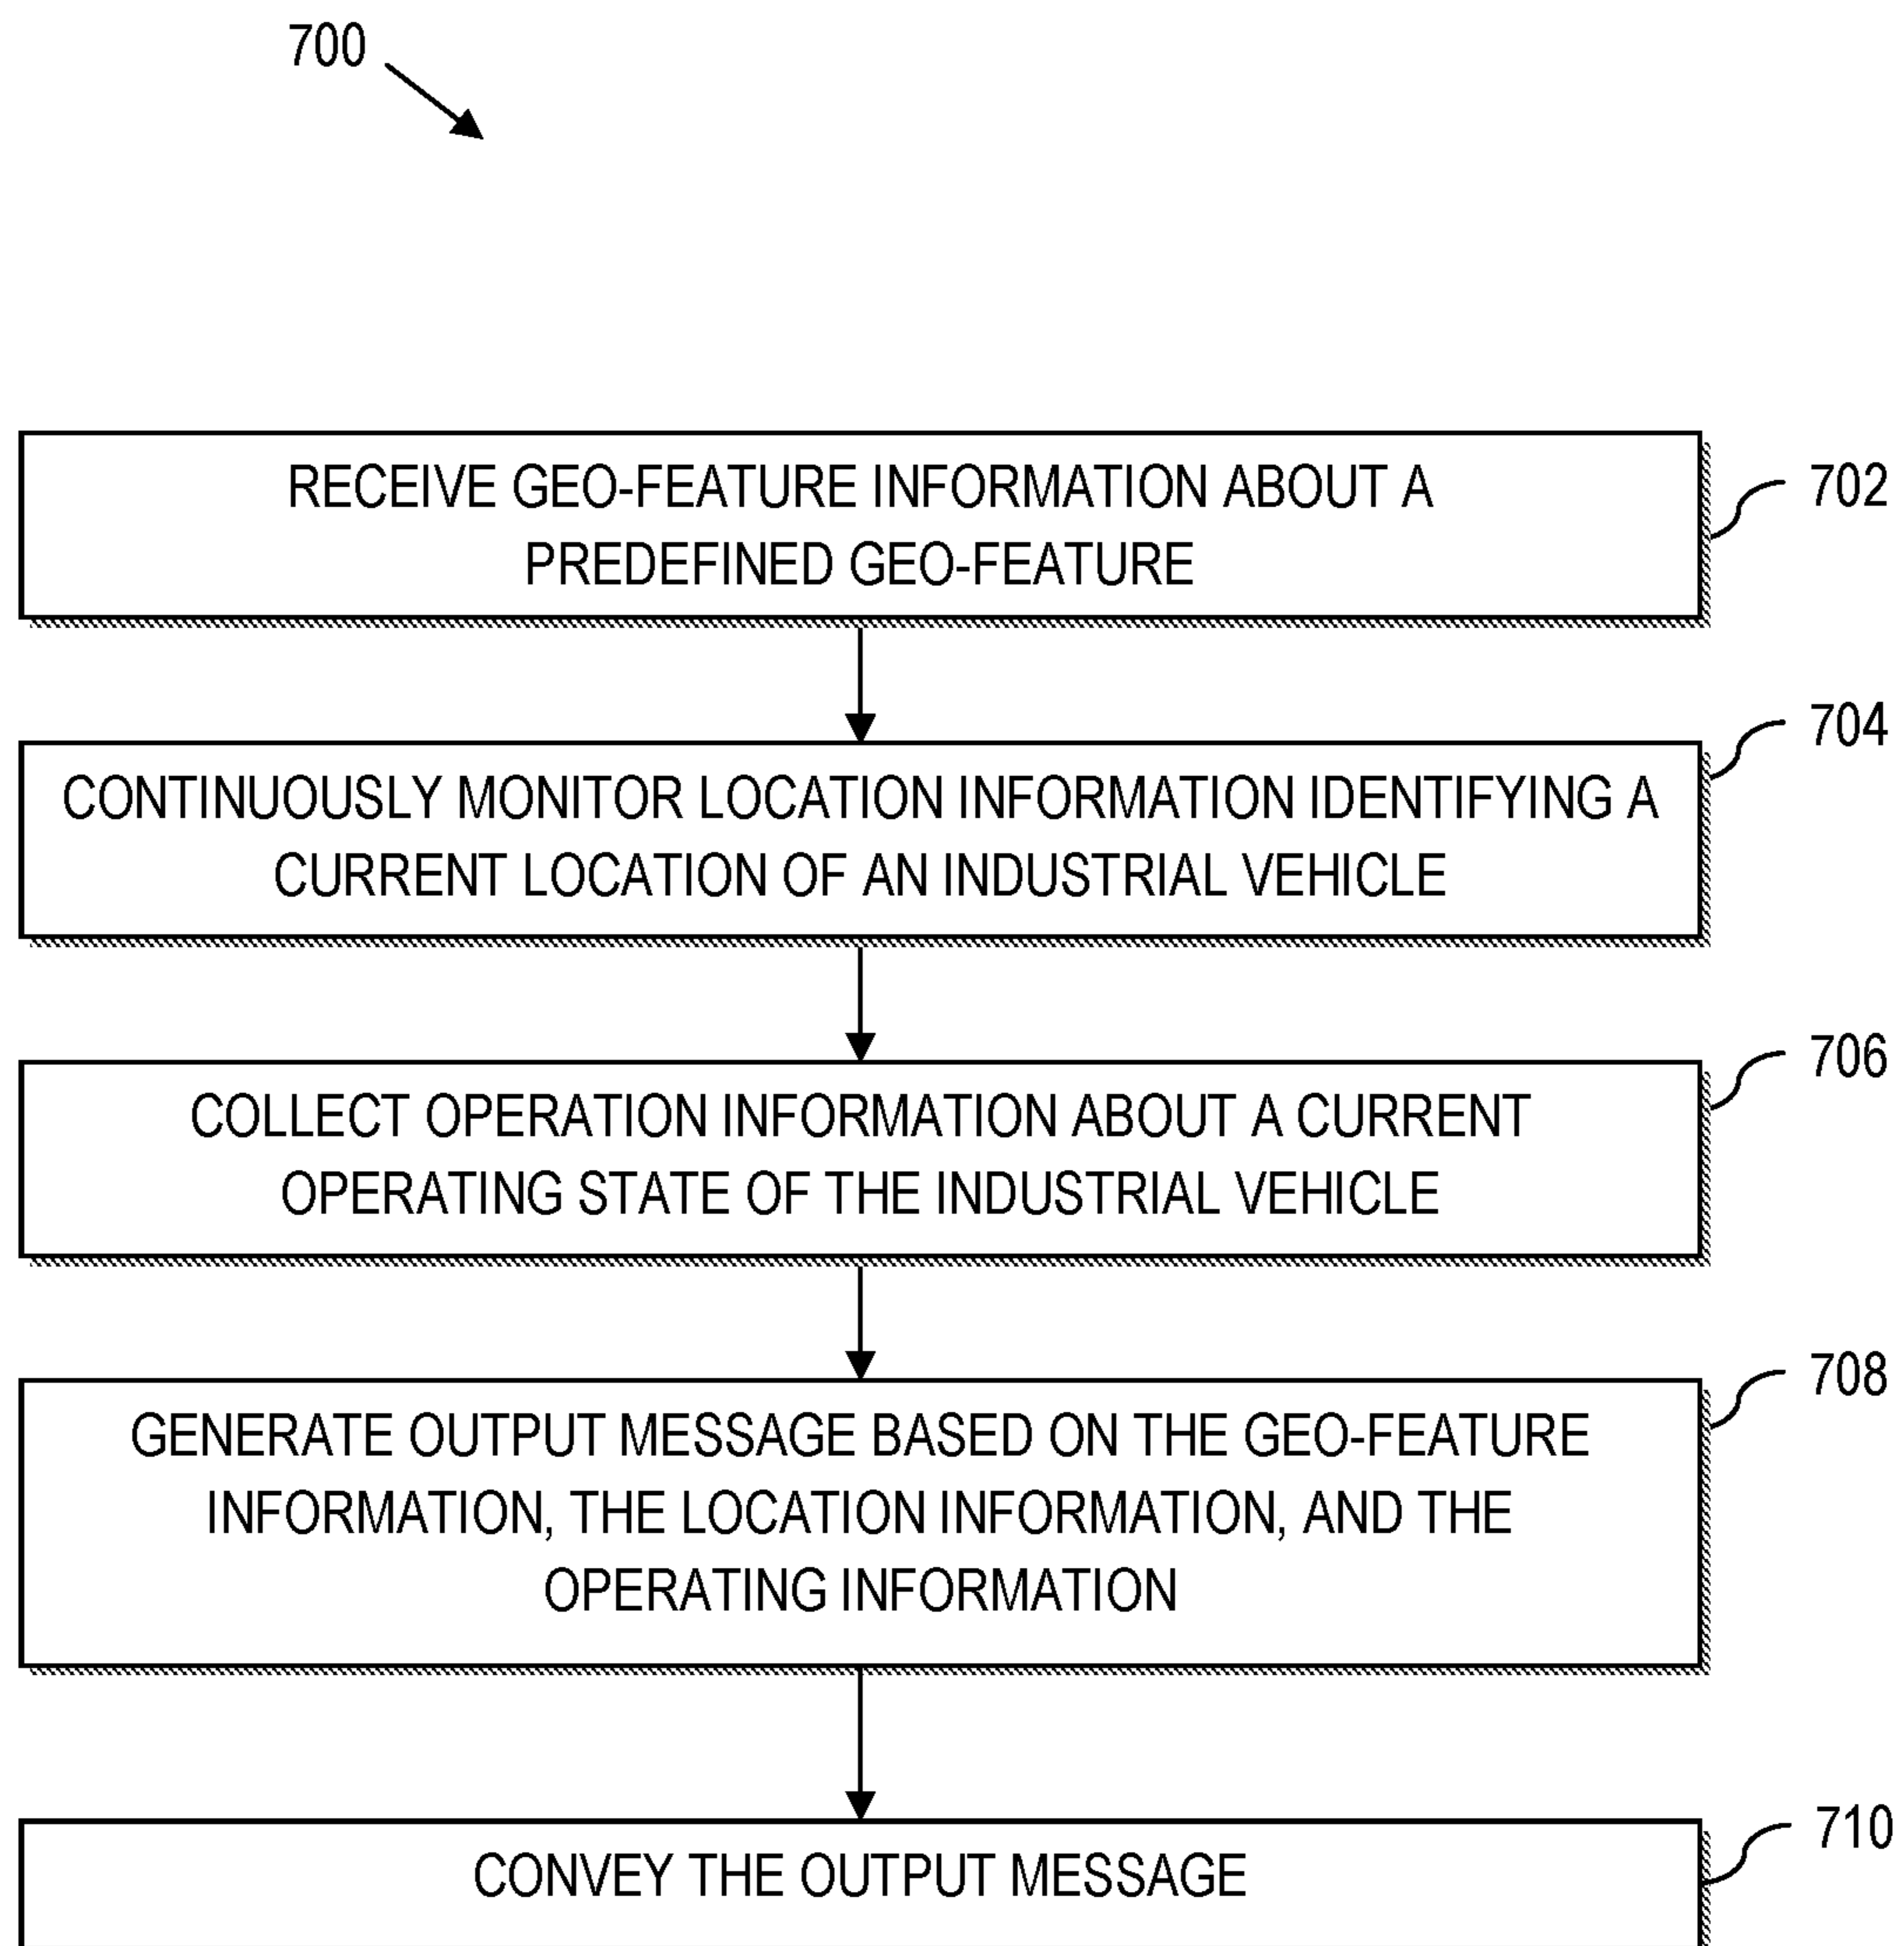 700
RECEIVE GEO-FEATURE INFORMATION ABOUT A
PREDEFINED GEO-FEATURE
702
CONTINUOUSLY MONITOR LOCATION INFORMATION IDENTIFYING A
CURRENT LOCATION OF AN INDUSTRIAL VEHICLE
704
COLLECT OPERATION INFORMATION ABOUT A CURRENT
OPERATING STATE OF THE INDUSTRIAL VEHICLE
706
GENERATE OUTPUT MESSAGE BASED ON THE GEO-FEATURE
INFORMATION, THE LOCATION INFORMATION, AND THE
OPERATING INFORMATION
708
CONVEY THE OUTPUT MESSAGE
710